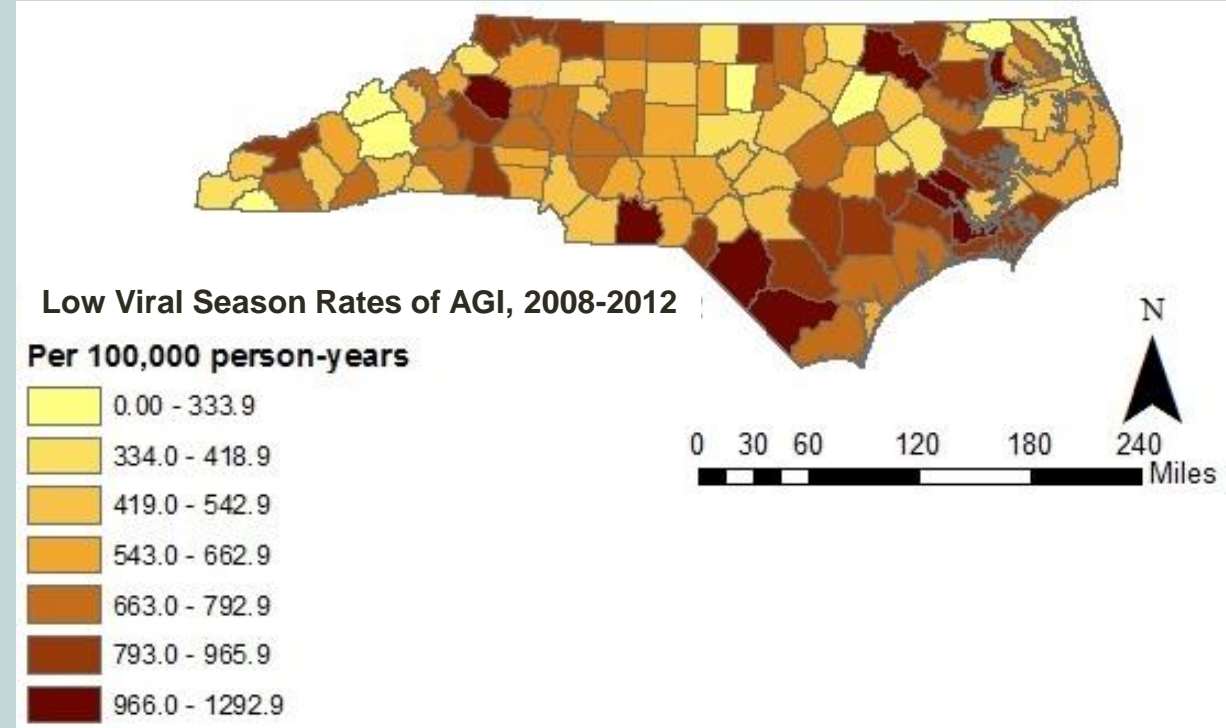 Low Viral Season Rates of AGI, 2008-2012
Per 100,000 person-years
0.00 - 333.9
334.0 - 418.9
419.0 - 542.9
543.0 - 662.9
663.0 - 792.9
793.0 - 965.9
966.0 - 1292.9
N
0 30 60 120 180 240
Miles